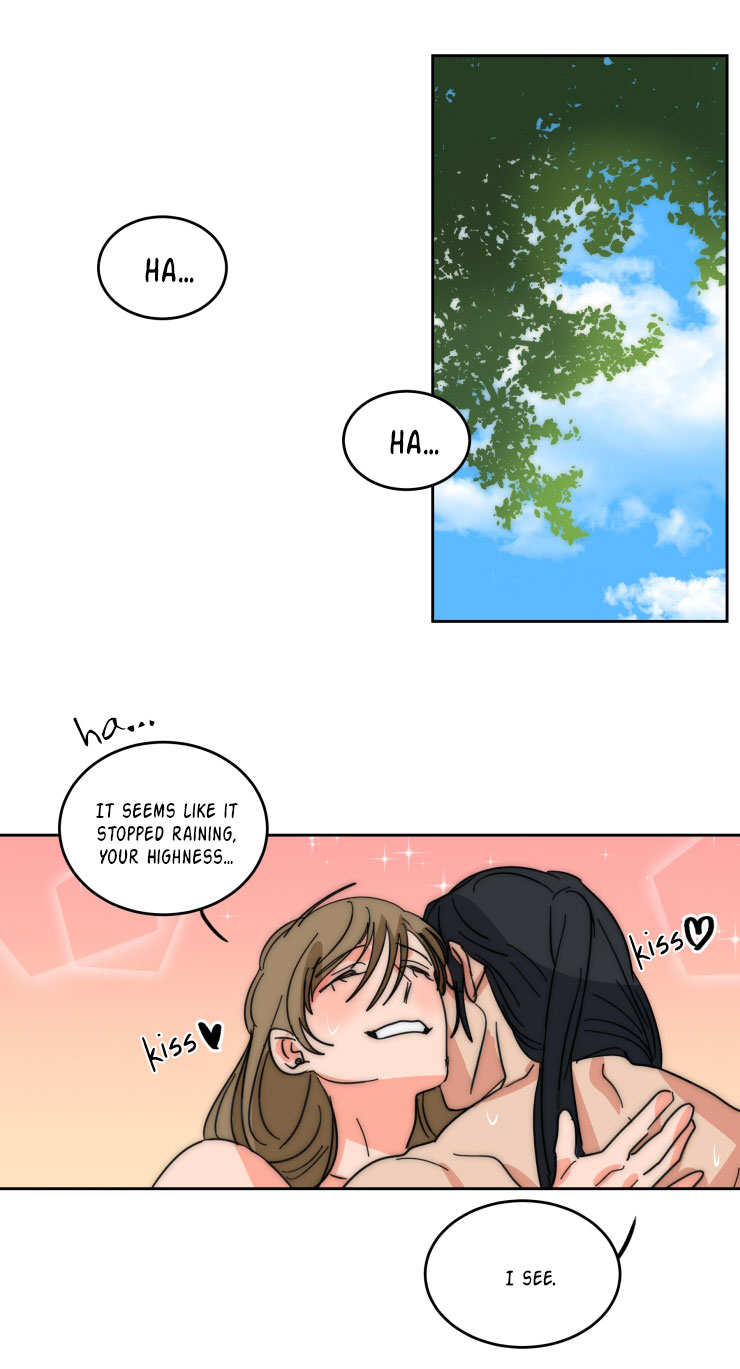 HA...
HA...
ha...
IT SEEMS LIKE IT
STOPPED RAINING,
YOUR HIGHNESS...
kiss♡
kiss♥
I SEE.